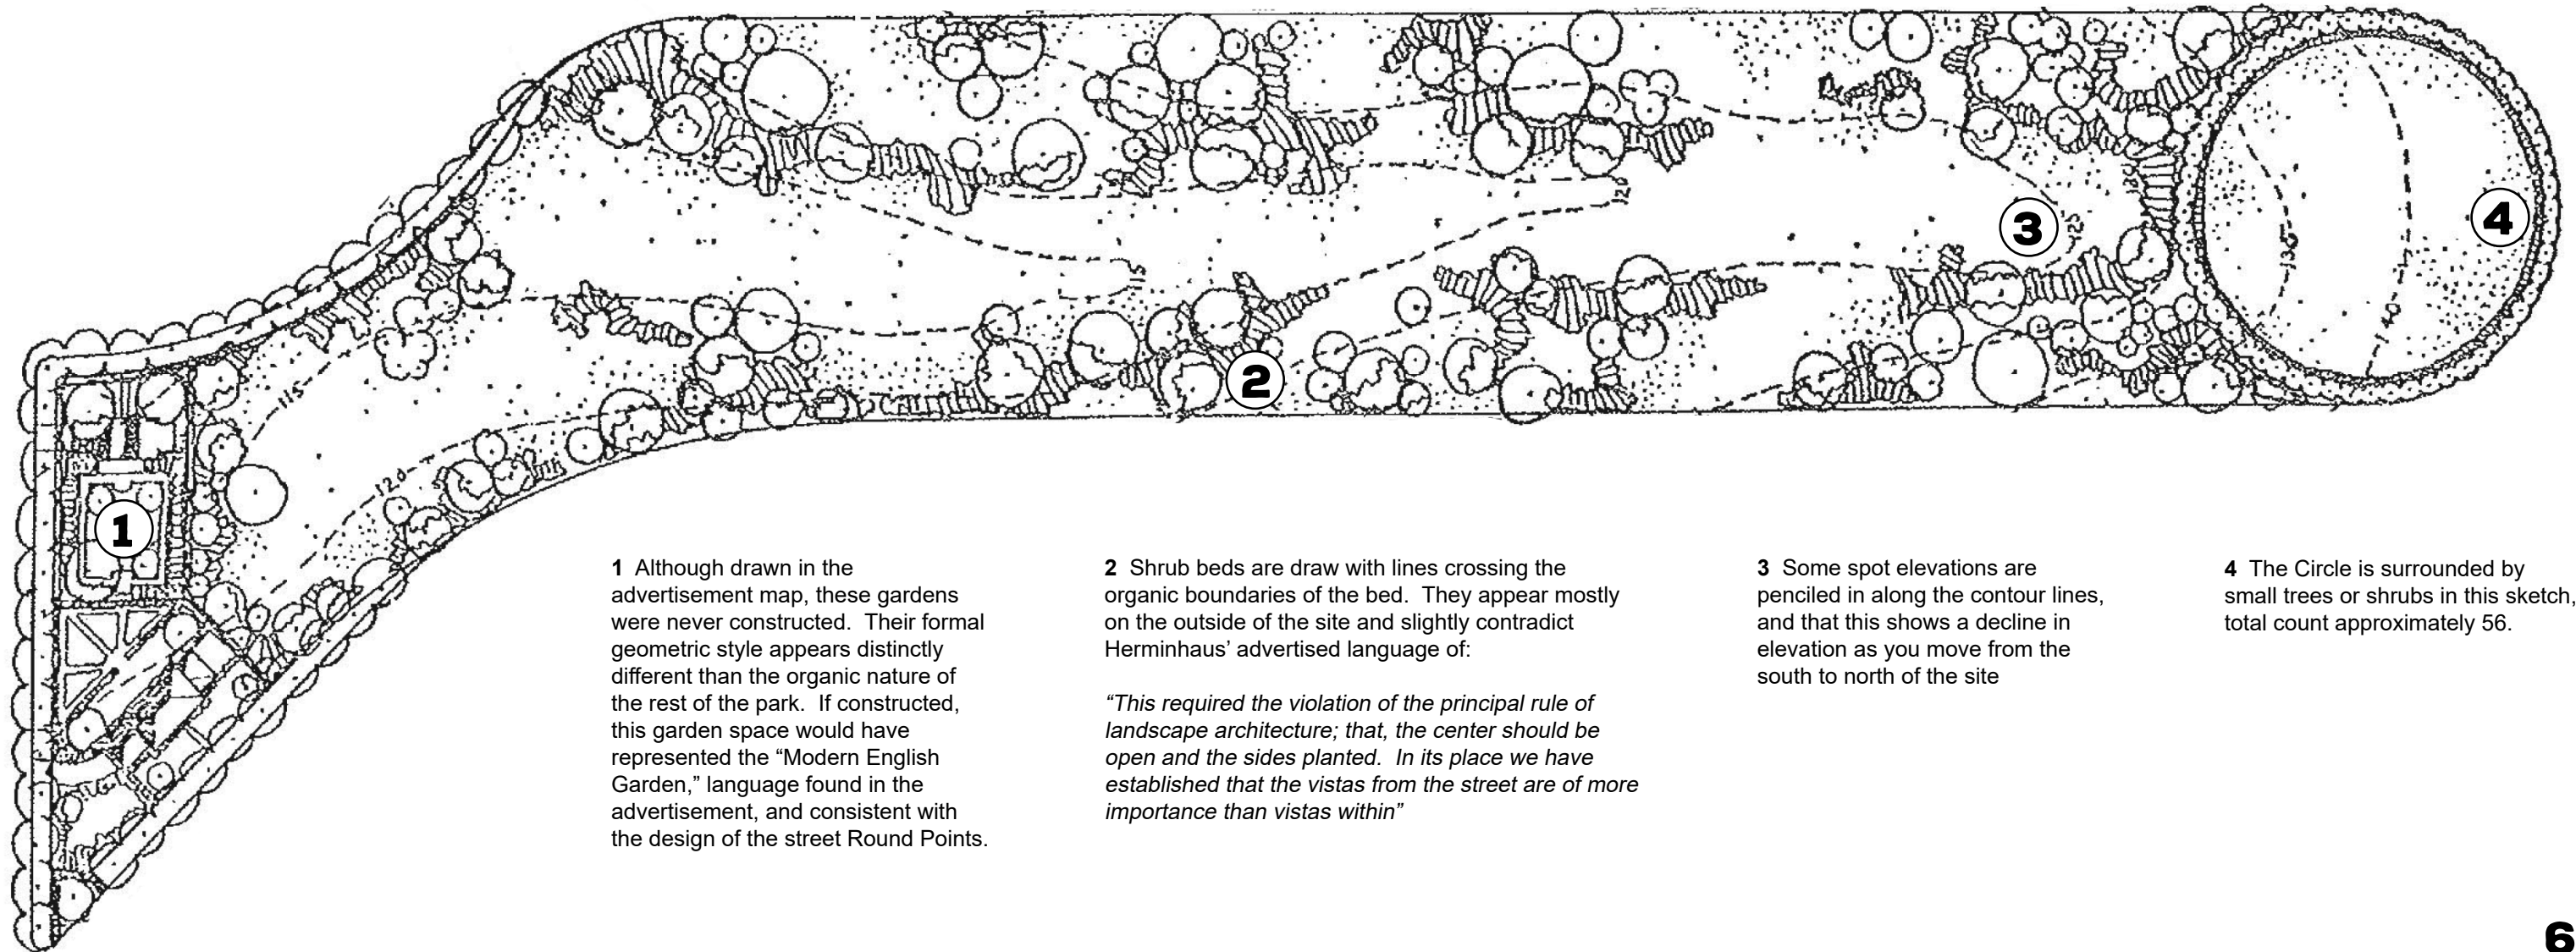 120
125
130
4
3
115
140
2
115
120
1
1 Although drawn in the
advertisement map, these gardens
were never constructed. Their formal
geometric style appears distinctly
different than the organic nature of
the rest of the park. If constructed,
this garden space would have
represented the “Modern English
Garden,” language found in the
advertisement, and consistent with
the design of the street Round Points.
2 Shrub beds are draw with lines crossing the
organic boundaries of the bed. They appear mostly
on the outside of the site and slightly contradict
Herminhaus’ advertised language of:
“This required the violation of the principal rule of
landscape architecture; that, the center should be
open and the sides planted. In its place we have
established that the vistas from the street are of more
importance than vistas within”
3 Some spot elevations are
penciled in along the contour lines,
and that this shows a decline in
elevation as you move from the
south to north of the site
4 The Circle is surrounded by
small trees or shrubs in this sketch,
total count approximately 56.
6